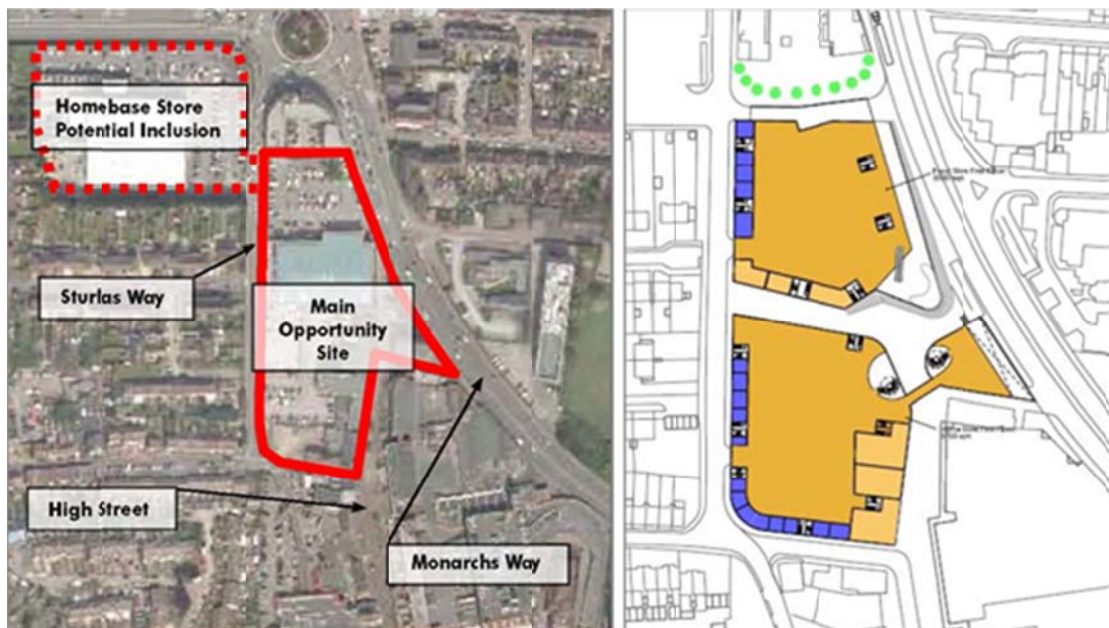 Homebase Store
Potential Inclusion
Sturlas Way
Main
Opportunity
Site
High Street
Monarchs Way